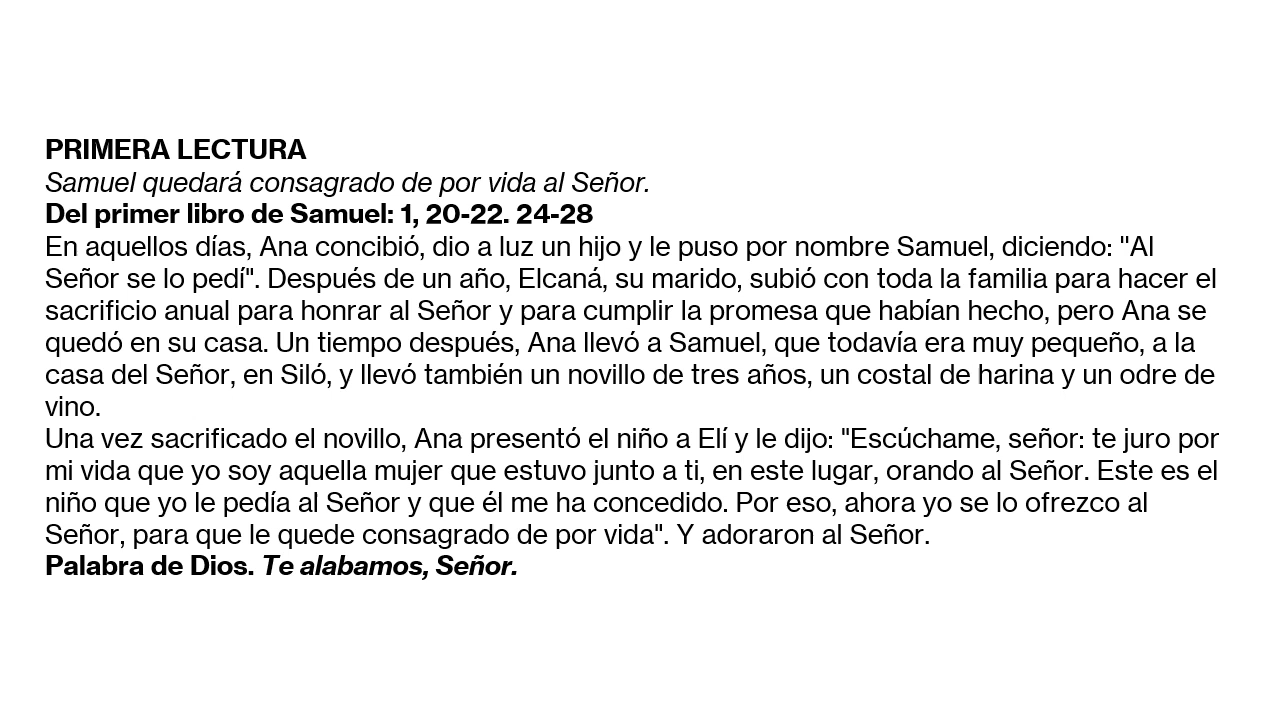 PRIMERA LECTURA
Samuel quedará consagrado de por vida al Señor.
Del primer libro de Samuel: 1, 20-22. 24-28
En aquellos días, Ana concibió, dio a luz un hijo y le puso por nombre Samuel, diciendo: "Al
Señor se lo pedí". Después de un año, Elcaná, su marido, subió con toda la familia para hacer el
sacrificio anual para honrar al Señor y para cumplir la promesa que habían hecho, pero Ana se
quedó en su casa. Un tiempo después, Ana llevó a Samuel, que todavía era muy pequeño, a la
casa del Señor, en Siló, y llevó también un novillo de tres años, un costal de harina y un odre de
vino.
Una vez sacrificado el novillo, Ana presentó el niño a Elí y le dijo: "Escúchame, señor: te juro por
mi vida que yo soy aquella mujer que estuvo junto a ti, en este lugar, orando al Señor. Este es el
niño que yo le pedía al Señor y que él me ha concedido. Por eso, ahora yo se lo ofrezco al
Señor, para que le quede consagrado de por vida". Y adoraron al Señor.
Palabra de Dios. Te alabamos, Señor.